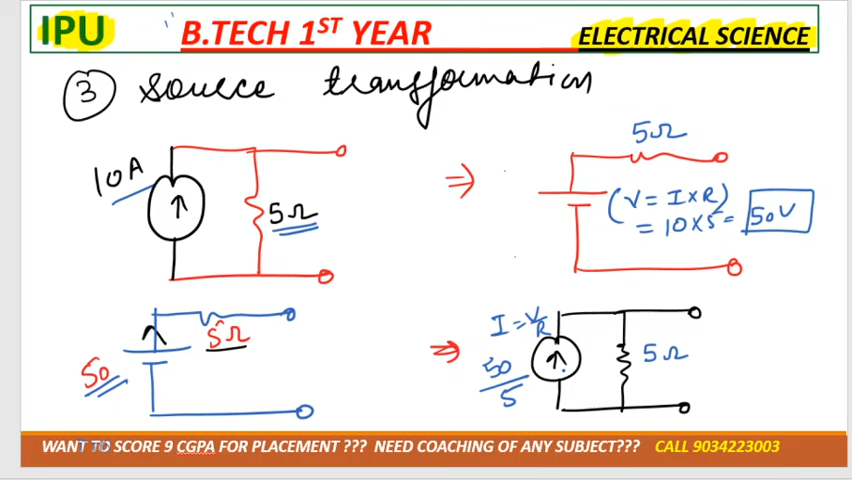 IPU B.TECH 1ST YEAR ELECTRICAL SCIENCE
③ Source transformation
10A
5Ω
⇒
5Ω
(V = I×R)
= 10×5 = 50V
50
5Ω
⇒
I = V/R
50/5
5Ω
WANT TO SCORE 9 CGPA FOR PLACEMENT ??? NEED COACHING OF ANY SUBJECT??? CALL 9034223003